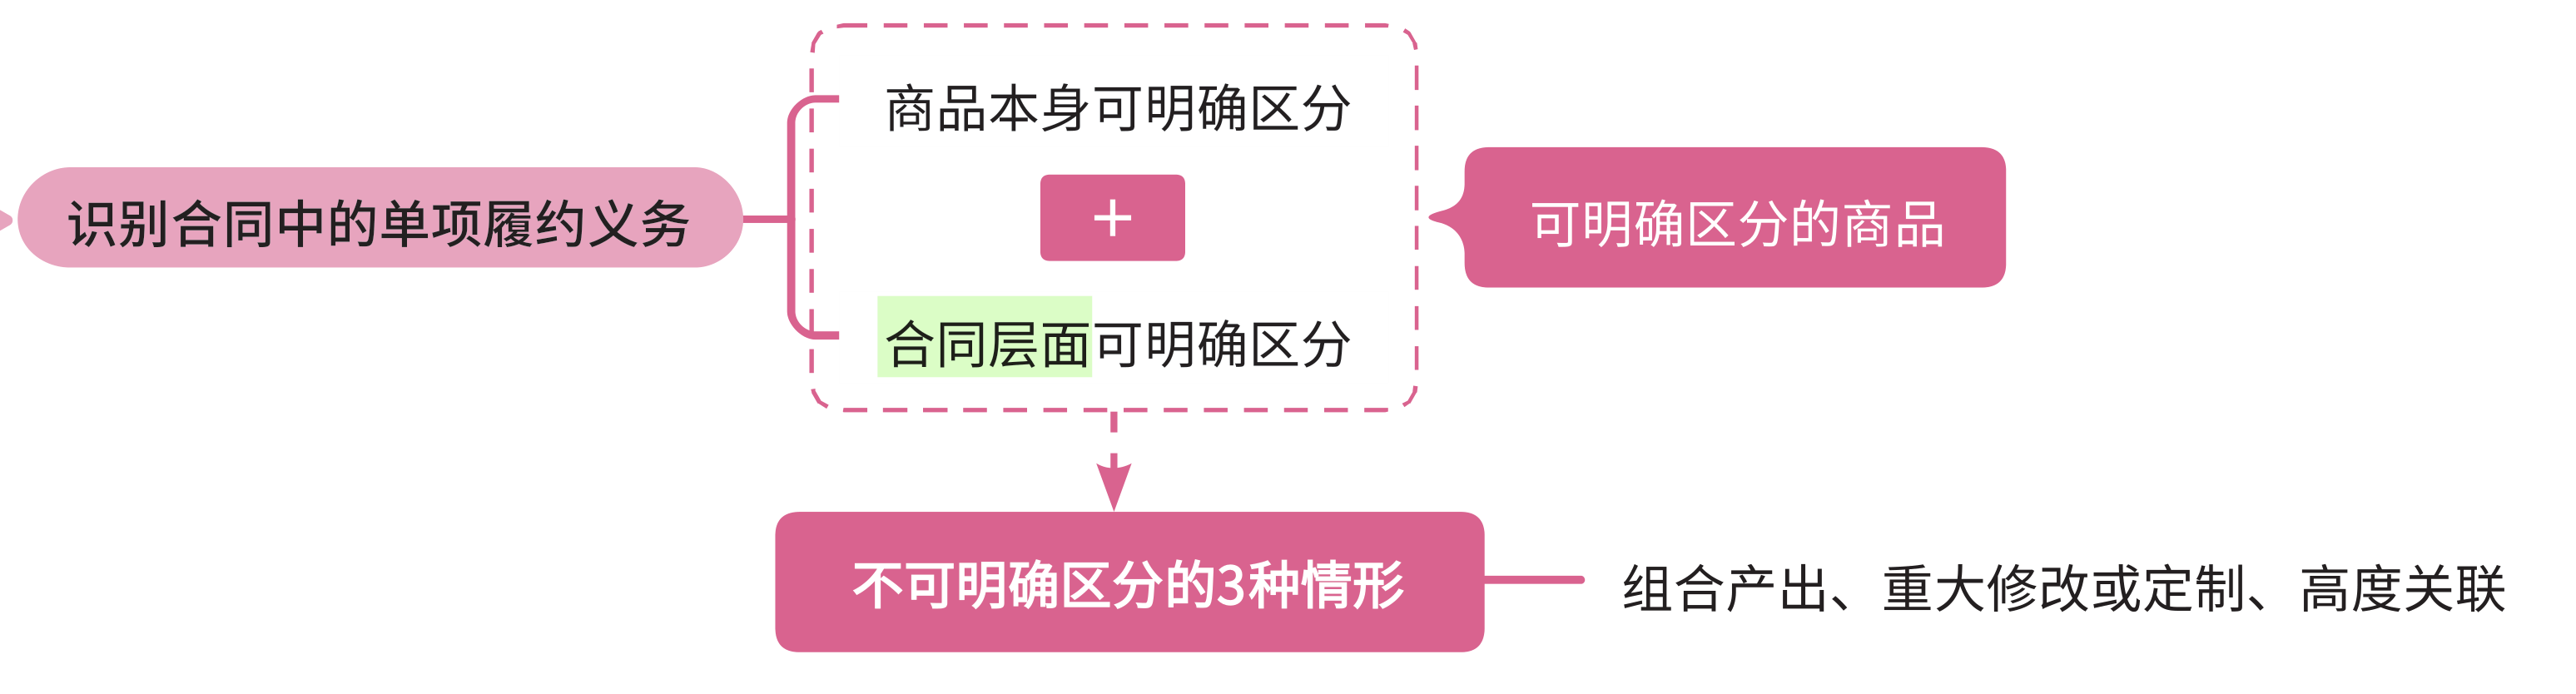 商品本身可明确区分
+
识别合同中的单项履约义务
可明确区分的商品
合同层面可明确区分
不可明确区分的3种情形
组合产出、重大修改或定制、高度关联